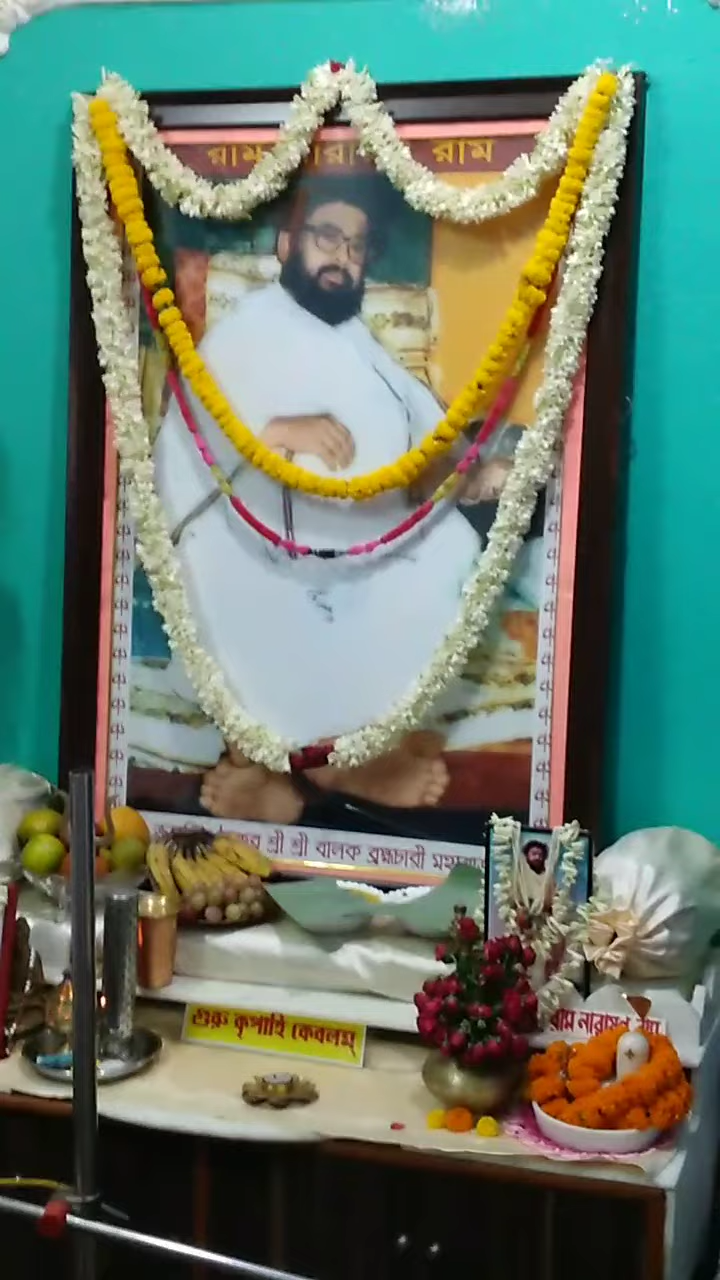 রাম নারায়ণ রাম
শ্রী শ্রী বালক ব্রহ্মচারী মহারাজ
গুরু কৃপাহি কেবলম্
রাম নারায়ণ রাম